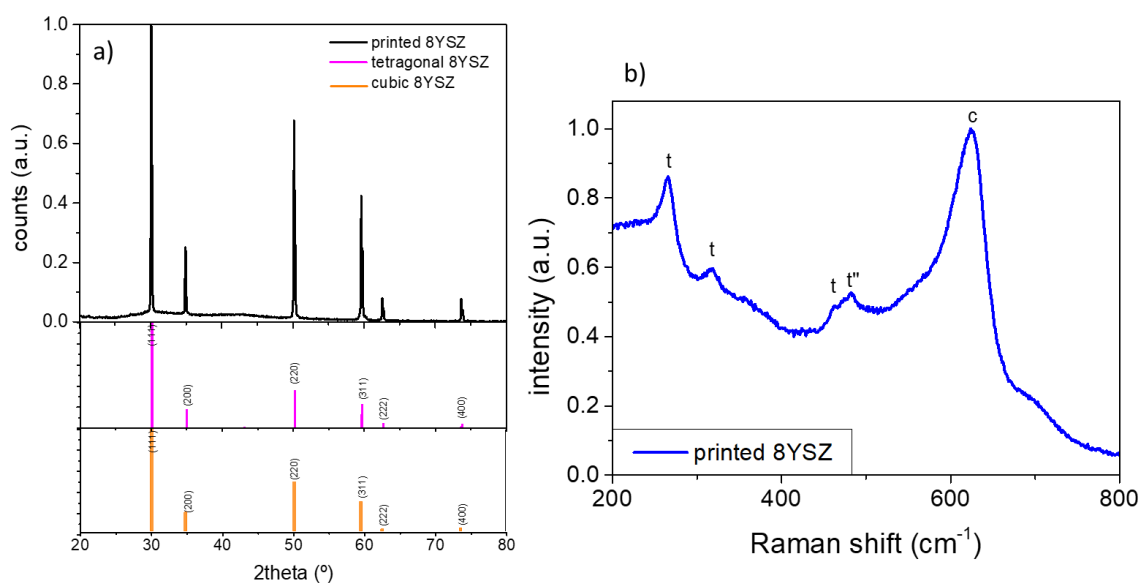 a)
1.0
0.8
0.6
0.4
0.2
0.0
counts (a.u.)
printed 8YSZ
tetragonal 8YSZ
cubic 8YSZ
(111)
(200)
(220)
(311)
(222)
(400)
(111)
(200)
(220)
(311)
(222)
(400)
20 30 40 50 60 70 80
2theta (º)
b)
1.0
0.8
0.6
0.4
0.2
0.0
intensity (a.u.)
t
t
t t"
c
printed 8YSZ
200 400 600 800
Raman shift (cm⁻¹)